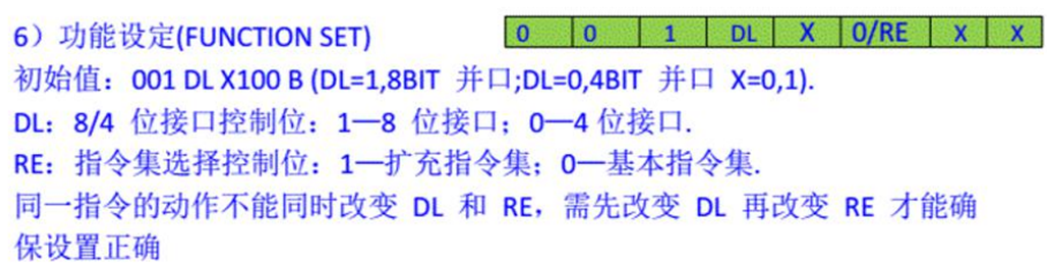 6）功能设定(FUNCTION SET) 0 0 1 DL X 0/RE X X
初始值：001 DL X100 B (DL=1,8BIT 并口;DL=0,4BIT 并口 X=0,1).
DL：8/4 位接口控制位：1—8 位接口；0—4 位接口.
RE：指令集选择控制位：1—扩充指令集；0—基本指令集.
同一指令的动作不能同时改变 DL 和 RE，需先改变 DL 再改变 RE 才能确
保设置正确